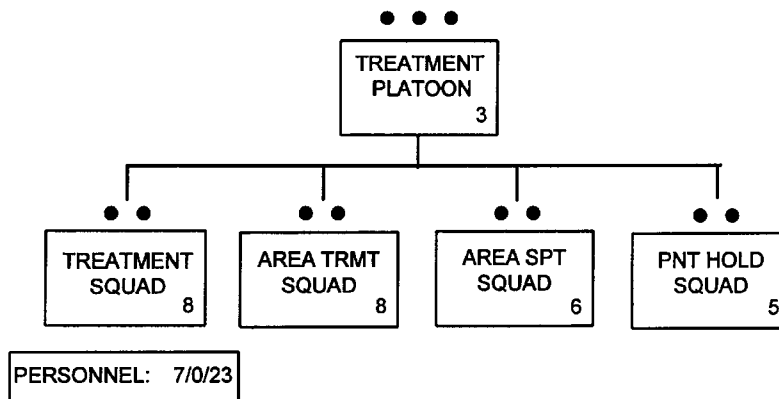 TREATMENT
PLATOON
3
TREATMENT
SQUAD
8
AREA TRMT
SQUAD
8
AREA SPT
SQUAD
6
PNT HOLD
SQUAD
5
PERSONNEL: 7/0/23